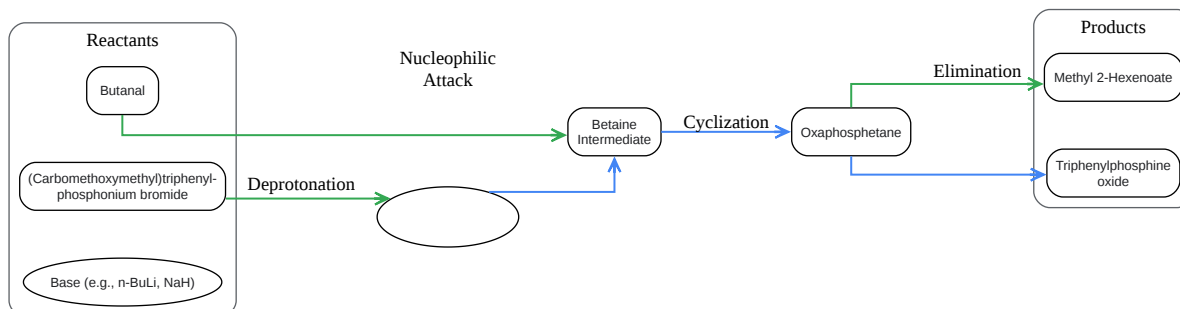 Reactants
Butanal
(Carbomethoxymethyl)triphenyl-
phosphonium bromide
Base (e.g., n-BuLi, NaH)
Deprotonation
Nucleophilic
Attack
Betaine
Intermediate
Cyclization
Oxaphosphetane
Elimination
Products
Methyl 2-Hexenoate
Triphenylphosphine
oxide